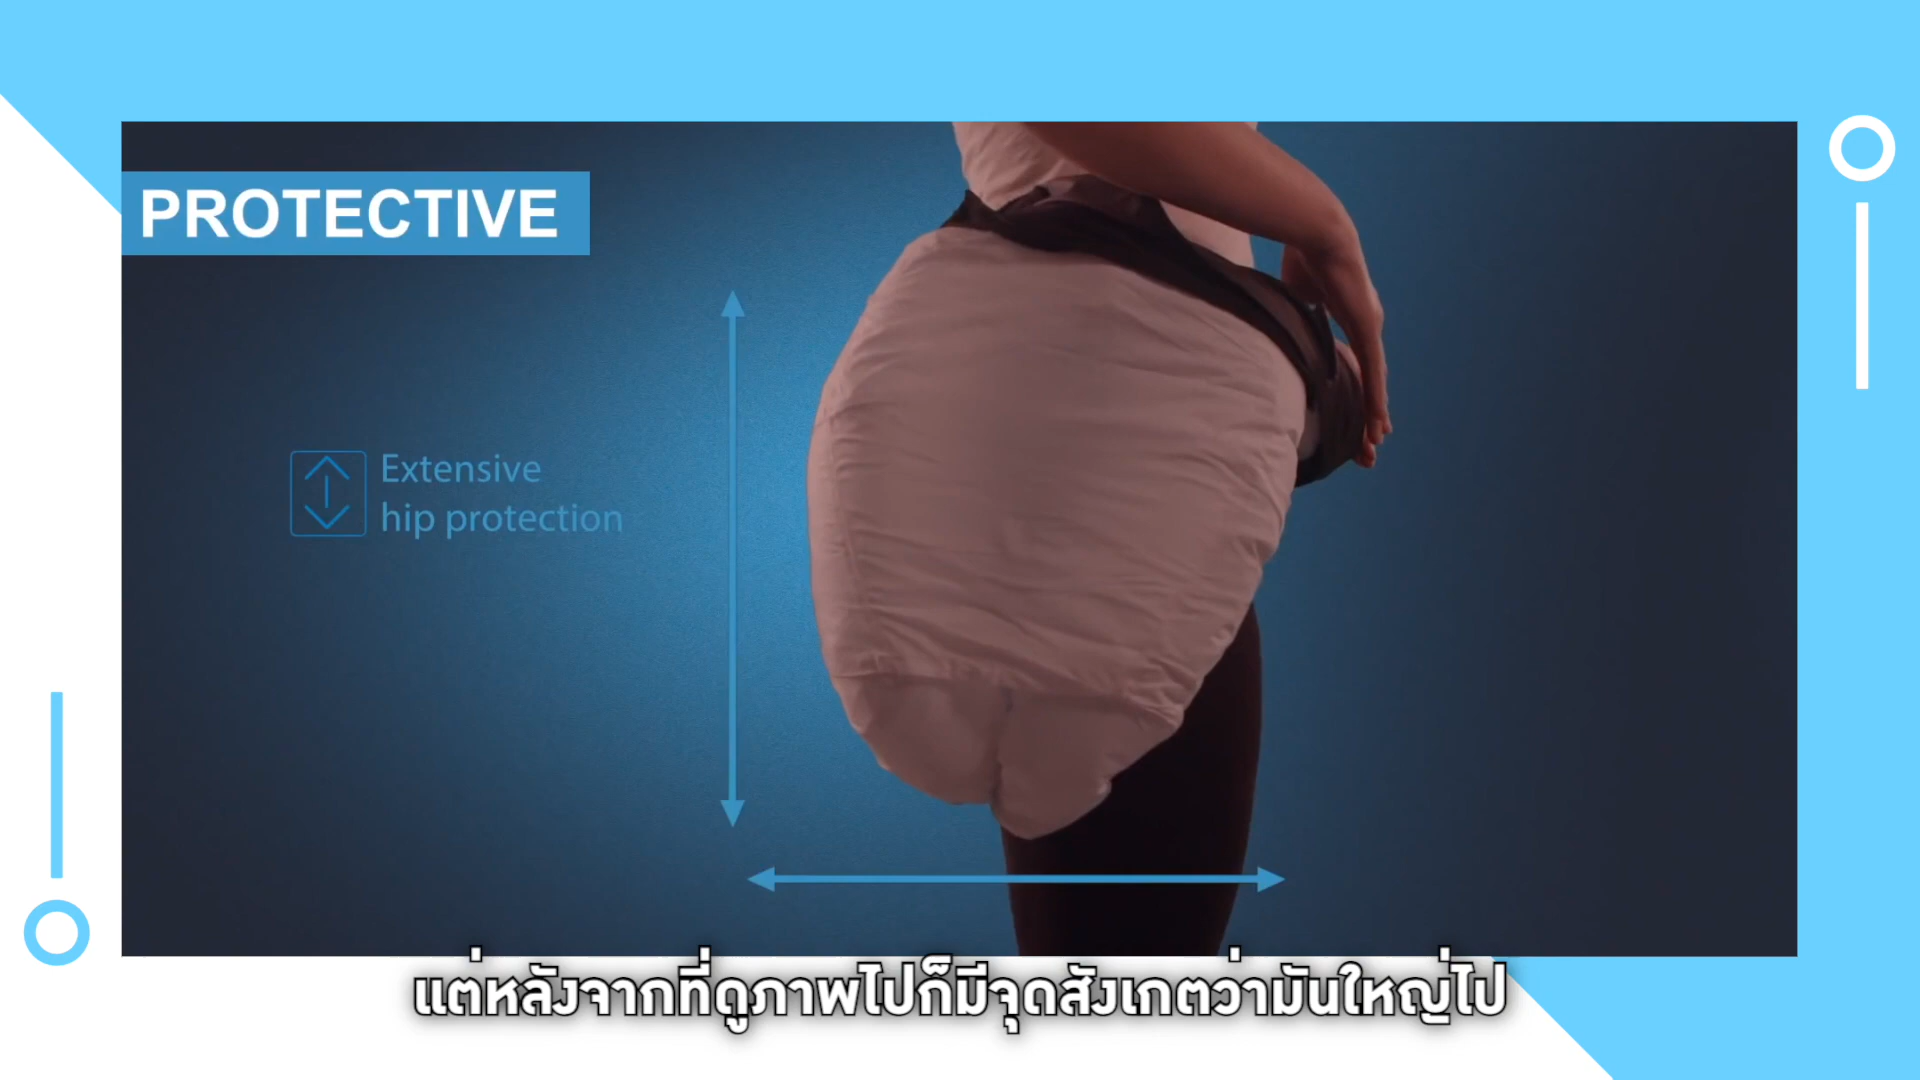 PROTECTIVE
Extensive
hip protection
แต่หลังจากที่ดูภาพไปก็มีจุดสังเกตว่ามันใหญ่ไป